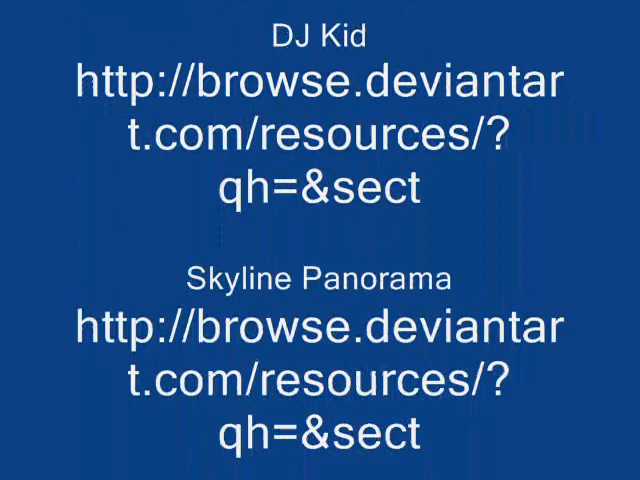 DJ Kid
http://browse.deviantar
t.com/resources/?
qh=&sect
Skyline Panorama
http://browse.deviantar
t.com/resources/?
qh=&sect